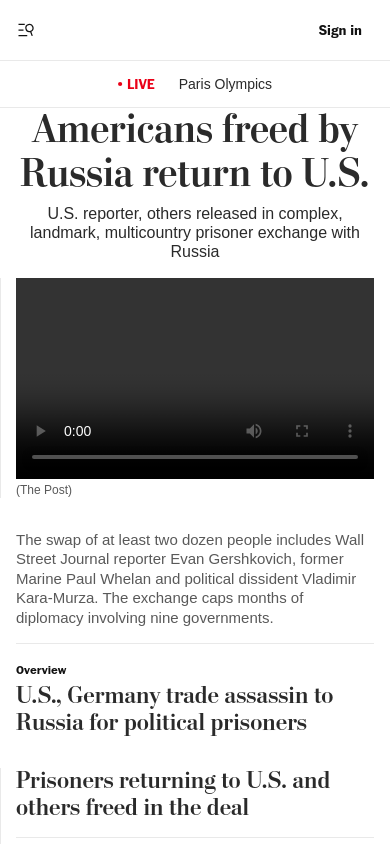 Sign in
• LIVE Paris Olympics
Americans freed by
Russia return to U.S.
U.S. reporter, others released in complex,
landmark, multicountry prisoner exchange with
Russia
0:00
(The Post)
The swap of at least two dozen people includes Wall
Street Journal reporter Evan Gershkovich, former
Marine Paul Whelan and political dissident Vladimir
Kara-Murza. The exchange caps months of
diplomacy involving nine governments.
Overview
U.S., Germany trade assassin to
Russia for political prisoners
Prisoners returning to U.S. and
others freed in the deal